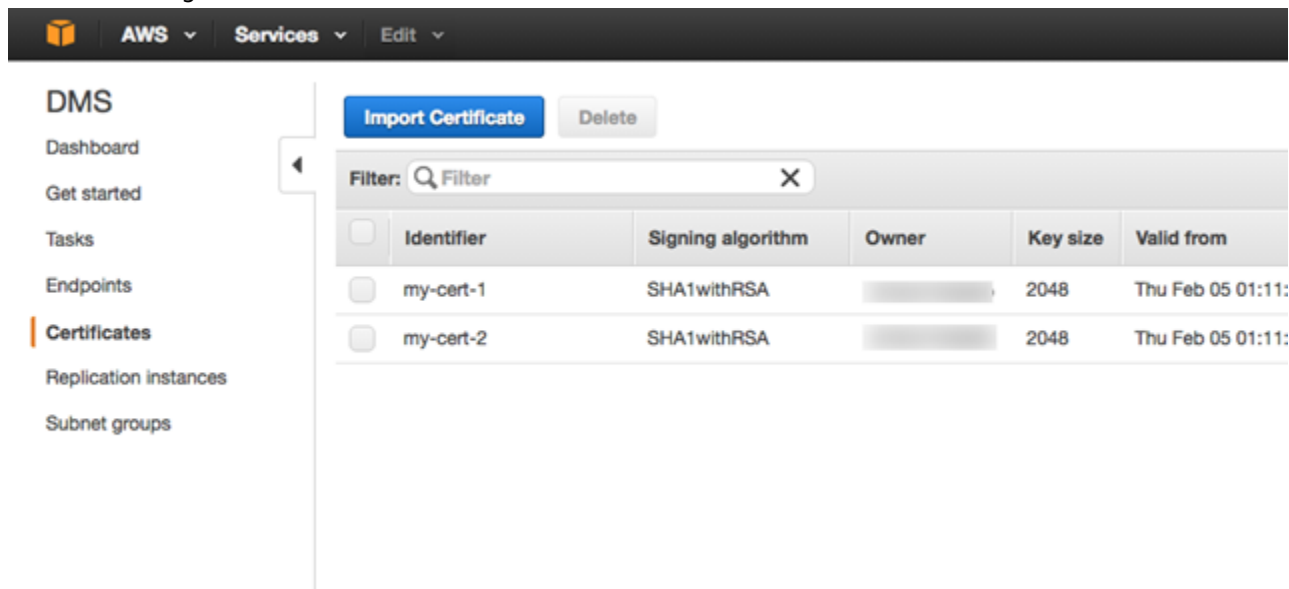 AWS Services Edit
DMS
Dashboard
Get started
Tasks
Endpoints
Certificates
Replication instances
Subnet groups
Import Certificate Delete
Filter: Filter
Identifier Signing algorithm Owner Key size Valid from
my-cert-1 SHA1withRSA 2048 Thu Feb 05 01:11:
my-cert-2 SHA1withRSA 2048 Thu Feb 05 01:11: